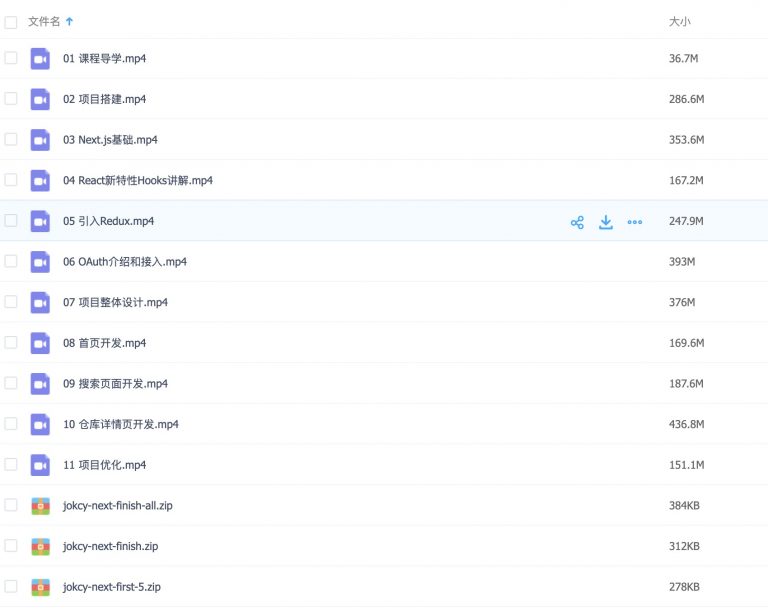 文件名 大小
01 课程导学.mp4 36.7M
02 项目搭建.mp4 286.6M
03 Next.js基础.mp4 353.6M
04 React新特性Hooks讲解.mp4 167.2M
05 引入Redux.mp4 247.9M
06 OAuth介绍和接入.mp4 393M
07 项目整体设计.mp4 376M
08 首页开发.mp4 169.6M
09 搜索页面开发.mp4 187.6M
10 仓库详情页开发.mp4 436.8M
11 项目优化.mp4 151.1M
jokcy-next-finish-all.zip 384KB
jokcy-next-finish.zip 312KB
jokcy-next-first-5.zip 278KB